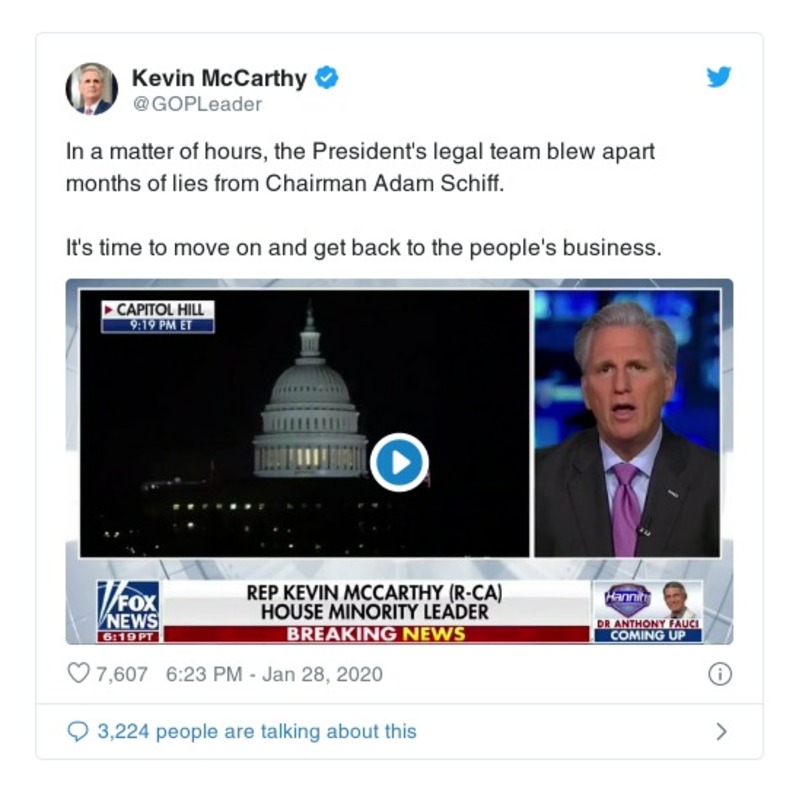 Kevin McCarthy
@GOPLeader
In a matter of hours, the President's legal team blew apart
months of lies from Chairman Adam Schiff.
It's time to move on and get back to the people's business.
CAPITOL HILL
9:19 PM ET
FOX
NEWS
6:19 PT
REP KEVIN MCCARTHY (R-CA)
HOUSE MINORITY LEADER
BREAKING NEWS
Hannity
DR ANTHONY FAUCI
COMING UP
7,607 6:23 PM - Jan 28, 2020
3,224 people are talking about this